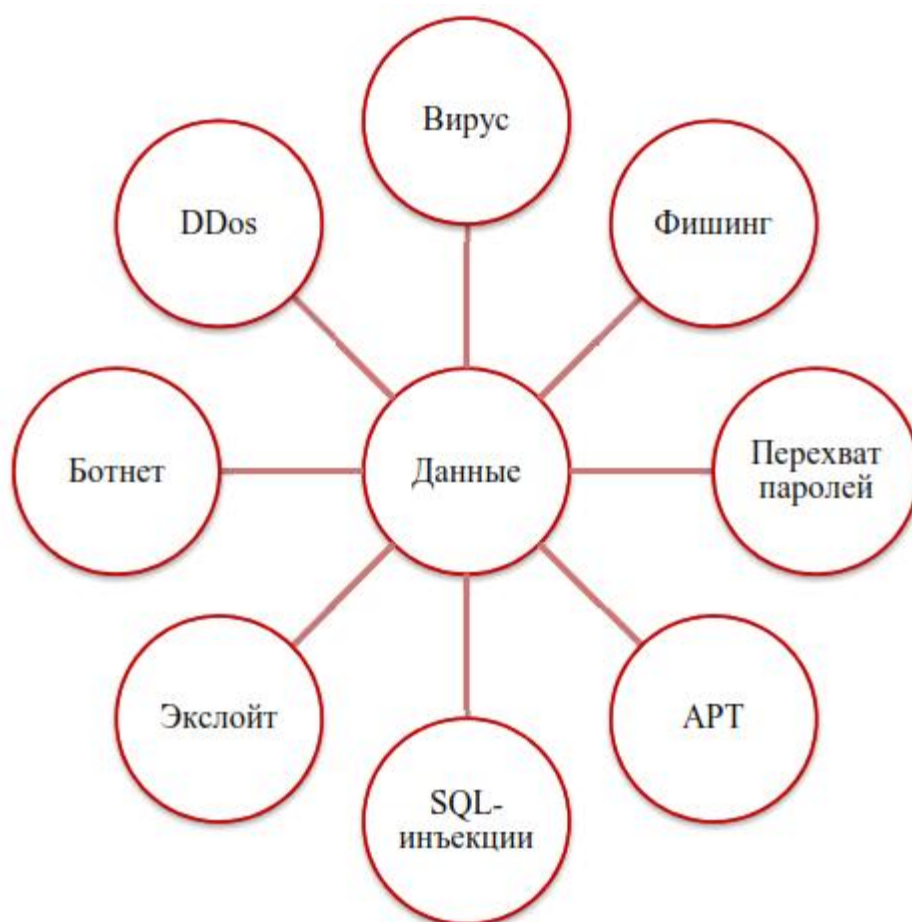 Вирус
DDos
Фишинг
Ботнет
Данные
Перехват
паролей
Экслойт
APT
SQL-
инъекции